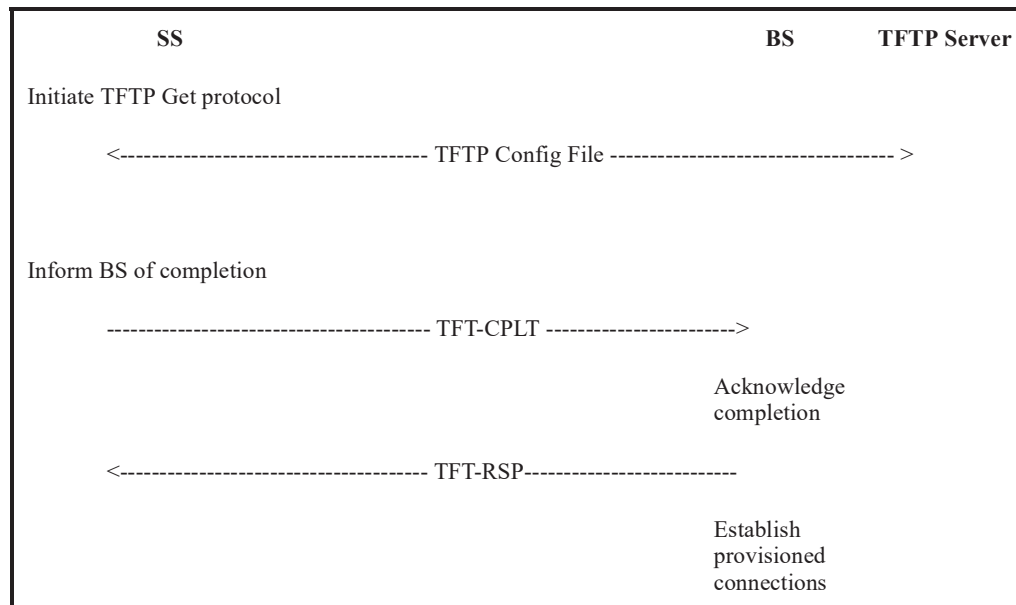 SS BS TFTP Server
Initiate TFTP Get protocol
<--------------------------------------- TFTP Config File ------------------------------------ >
Inform BS of completion
----------------------------------------- TFT-CPLT ------------------------>
Acknowledge
completion
<--------------------------------------- TFT-RSP---------------------------
Establish
provisioned
connections